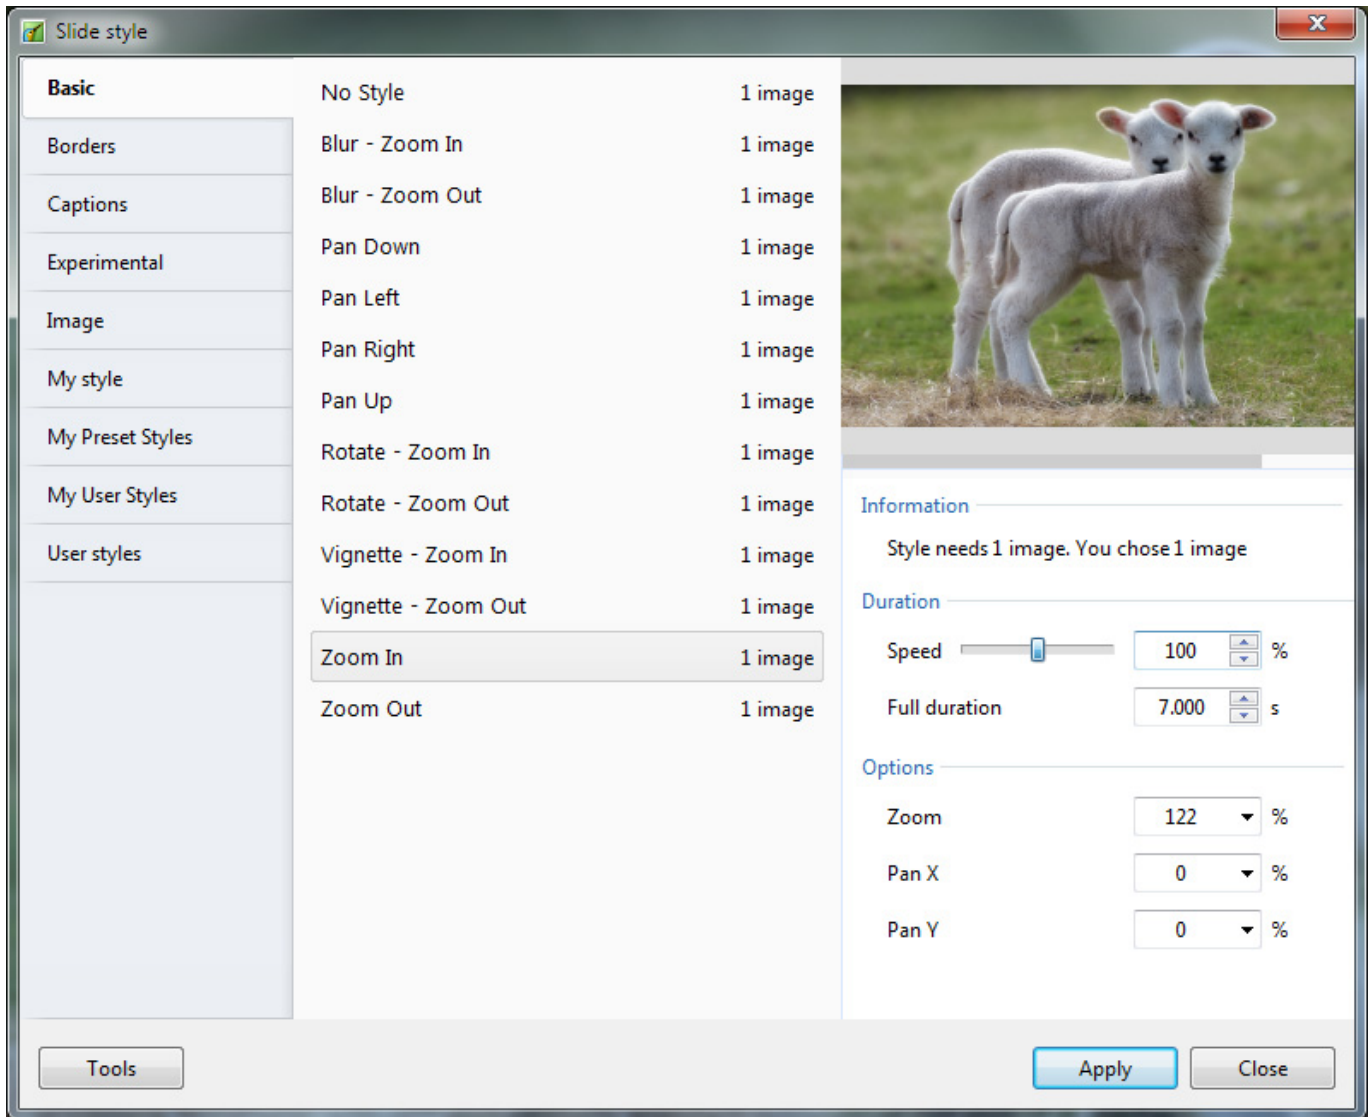 Slide style
Basic
Borders
Captions
Experimental
Image
My style
My Preset Styles
My User Styles
User styles
No Style 1 image
Blur - Zoom In 1 image
Blur - Zoom Out 1 image
Pan Down 1 image
Pan Left 1 image
Pan Right 1 image
Pan Up 1 image
Rotate - Zoom In 1 image
Rotate - Zoom Out 1 image
Vignette - Zoom In 1 image
Vignette - Zoom Out 1 image
Zoom In 1 image
Zoom Out 1 image
Information
Style needs 1 image. You chose 1 image
Duration
Speed 100 %
Full duration 7.000 s
Options
Zoom 122 %
Pan X 0 %
Pan Y 0 %
Tools
Apply
Close